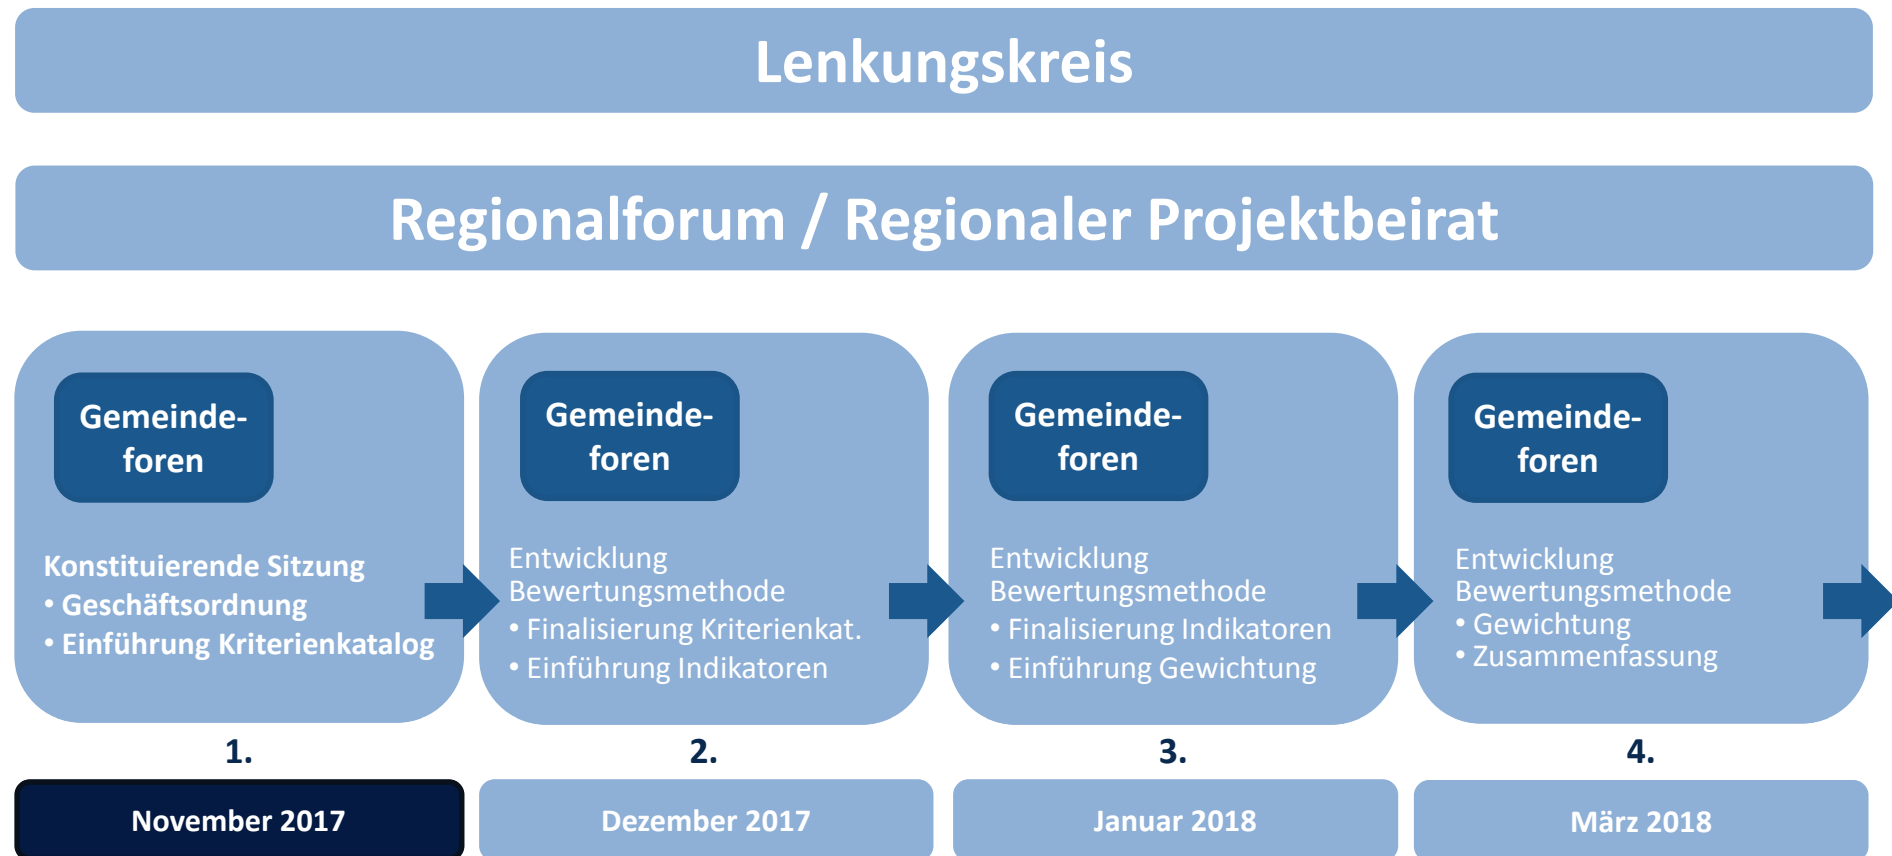 Lenkungskreis
Regionalforum / Regionaler Projektbeirat
Gemeinde-
foren
Konstituierende Sitzung
• Geschäftsordnung
• Einführung Kriterienkatalog
1.
November 2017
Gemeinde-
foren
Entwicklung
Bewertungsmethode
• Finalisierung Kriterienkat.
• Einführung Indikatoren
2.
Dezember 2017
Gemeinde-
foren
Entwicklung
Bewertungsmethode
• Finalisierung Indikatoren
• Einführung Gewichtung
3.
Januar 2018
Gemeinde-
foren
Entwicklung
Bewertungsmethode
• Gewichtung
• Zusammenfassung
4.
März 2018